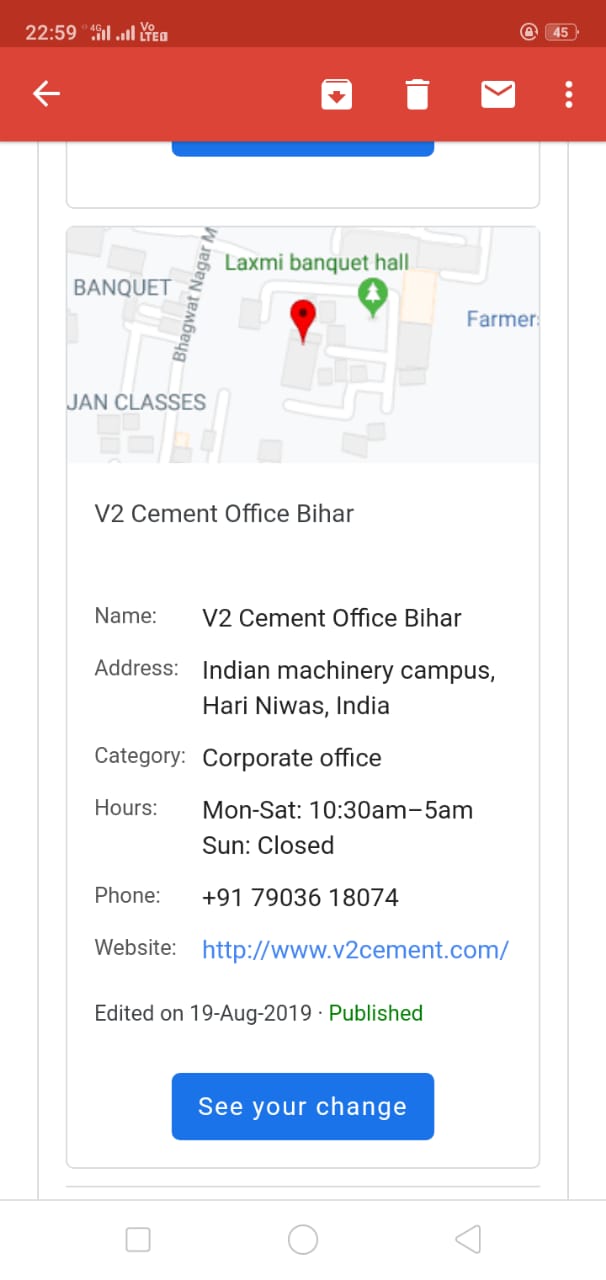 22:59 4G Vo LTE 45
Laxmi banquet hall
BANQUET
Bhagwat Nagar M
Farmer
JAN CLASSES
V2 Cement Office Bihar
Name: V2 Cement Office Bihar
Address: Indian machinery campus,
Hari Niwas, India
Category: Corporate office
Hours: Mon-Sat: 10:30am–5am
Sun: Closed
Phone: +91 79036 18074
Website: http://www.v2cement.com/
Edited on 19-Aug-2019 · Published
See your change